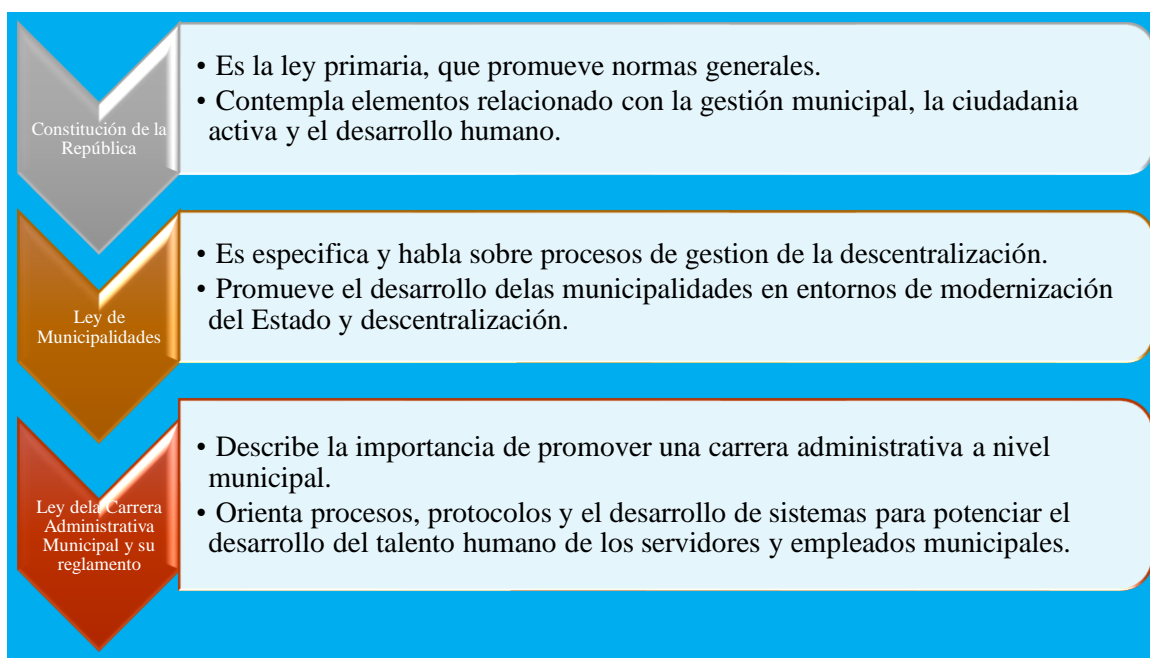 Constitución de la
República
• Es la ley primaria, que promueve normas generales.
• Contempla elementos relacionado con la gestión municipal, la ciudadania
activa y el desarrollo humano.
Ley de
Municipalidades
• Es especifica y habla sobre procesos de gestion de la descentralización.
• Promueve el desarrollo delas municipalidades en entornos de modernización
del Estado y descentralización.
Ley dela Carrera
Administrativa
Municipal y su
reglamento
• Describe la importancia de promover una carrera administrativa a nivel
municipal.
• Orienta procesos, protocolos y el desarrollo de sistemas para potenciar el
desarrollo del talento humano de los servidores y empleados municipales.